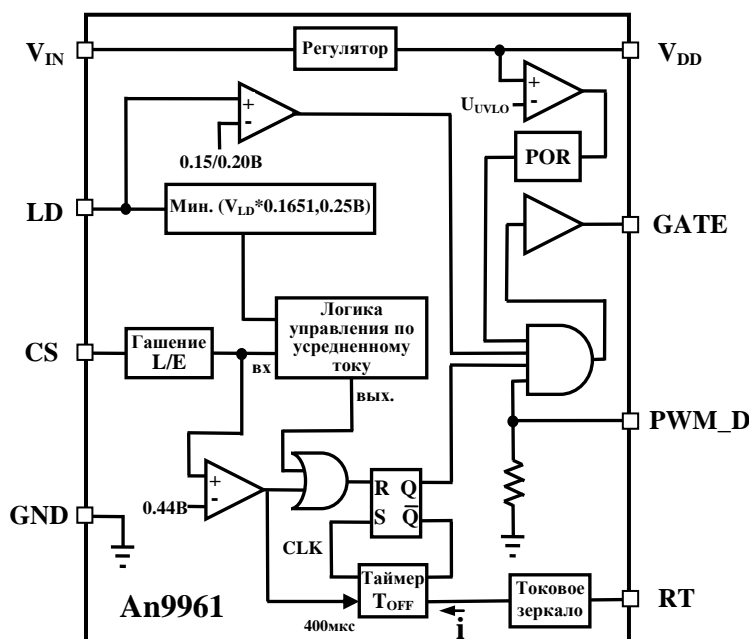 V_IN
Регулятор
V_DD
U_UVLO
0.15/0.20В
POR
LD
Мин. (V_LD*0.1651,0.25В)
GATE
CS
Гашение
L/E
вх
Логика
управления по
усредненному
току
вых.
PWM_D
0.44В
R Q
S Q̅
GND
CLK
Таймер
T_OFF
400мкс
i
Токовое
зеркало
RT
An9961
+
-
+
-
+
-